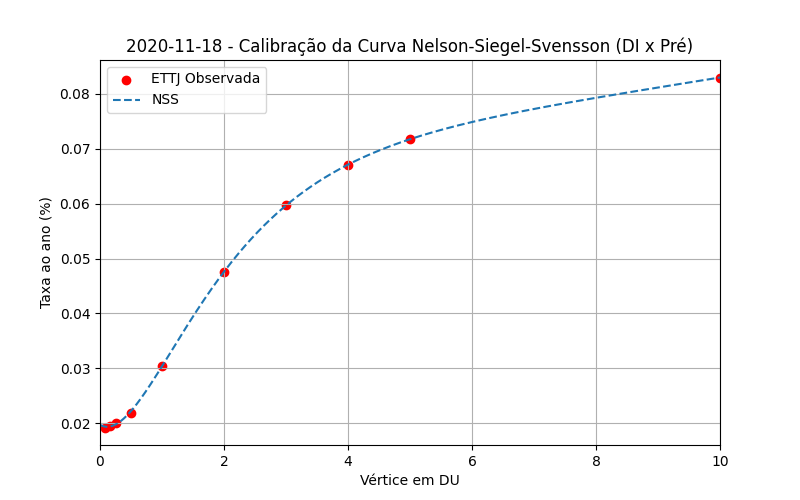 2020-11-18 - Calibração da Curva Nelson-Siegel-Svensson (DI x Pré)
ETTJ Observada
NSS
Taxa ao ano (%)
0.08
0.07
0.06
0.05
0.04
0.03
0.02
0 2 4 6 8 10
Vértice em DU